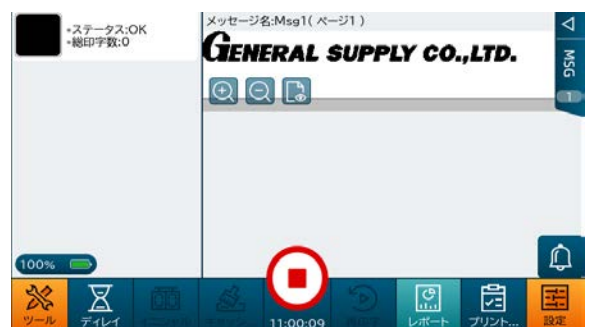 ・ステータス:OK
・総印字数:0
メッセージ名:Msg1( ページ1 )
GENERAL SUPPLY CO.,LTD.
MSG
1
100%
ツール
ディレイ
11:00:09
レポート
プリント...
設定